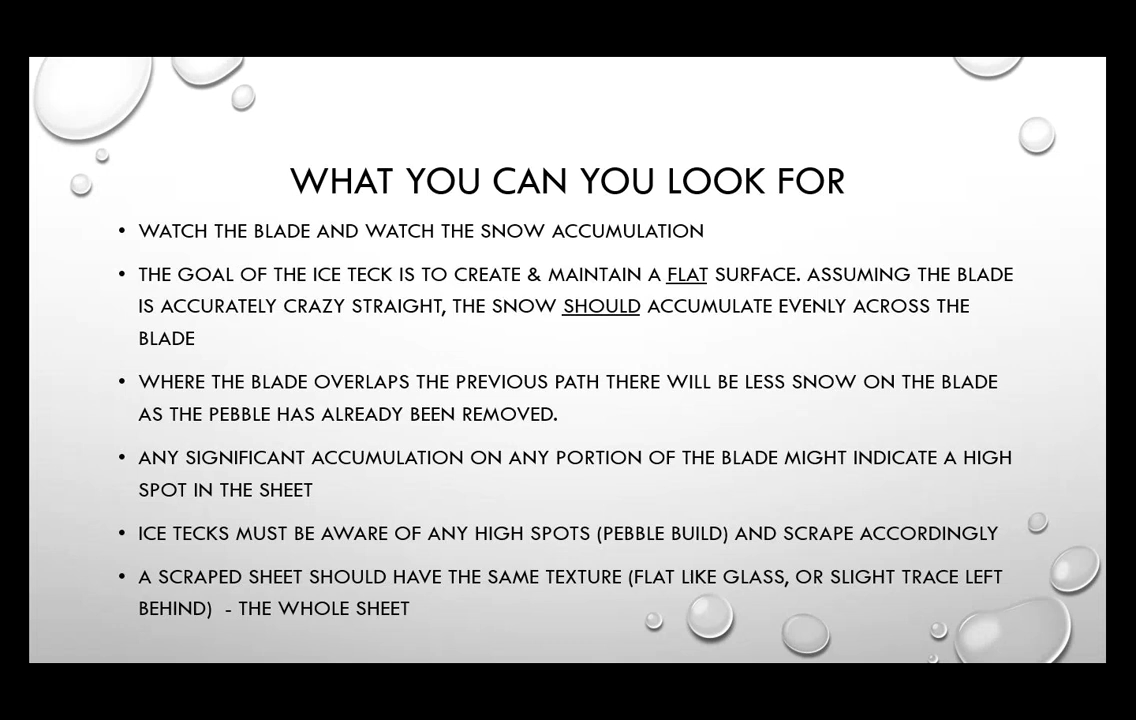 WHAT YOU CAN YOU LOOK FOR
• WATCH THE BLADE AND WATCH THE SNOW ACCUMULATION
• THE GOAL OF THE ICE TECK IS TO CREATE & MAINTAIN A FLAT SURFACE. ASSUMING THE BLADE
IS ACCURATELY CRAZY STRAIGHT, THE SNOW SHOULD ACCUMULATE EVENLY ACROSS THE
BLADE
• WHERE THE BLADE OVERLAPS THE PREVIOUS PATH THERE WILL BE LESS SNOW ON THE BLADE
AS THE PEBBLE HAS ALREADY BEEN REMOVED.
• ANY SIGNIFICANT ACCUMULATION ON ANY PORTION OF THE BLADE MIGHT INDICATE A HIGH
SPOT IN THE SHEET
• ICE TECKS MUST BE AWARE OF ANY HIGH SPOTS (PEBBLE BUILD) AND SCRAPE ACCORDINGLY
• A SCRAPED SHEET SHOULD HAVE THE SAME TEXTURE (FLAT LIKE GLASS, OR SLIGHT TRACE LEFT
BEHIND) - THE WHOLE SHEET